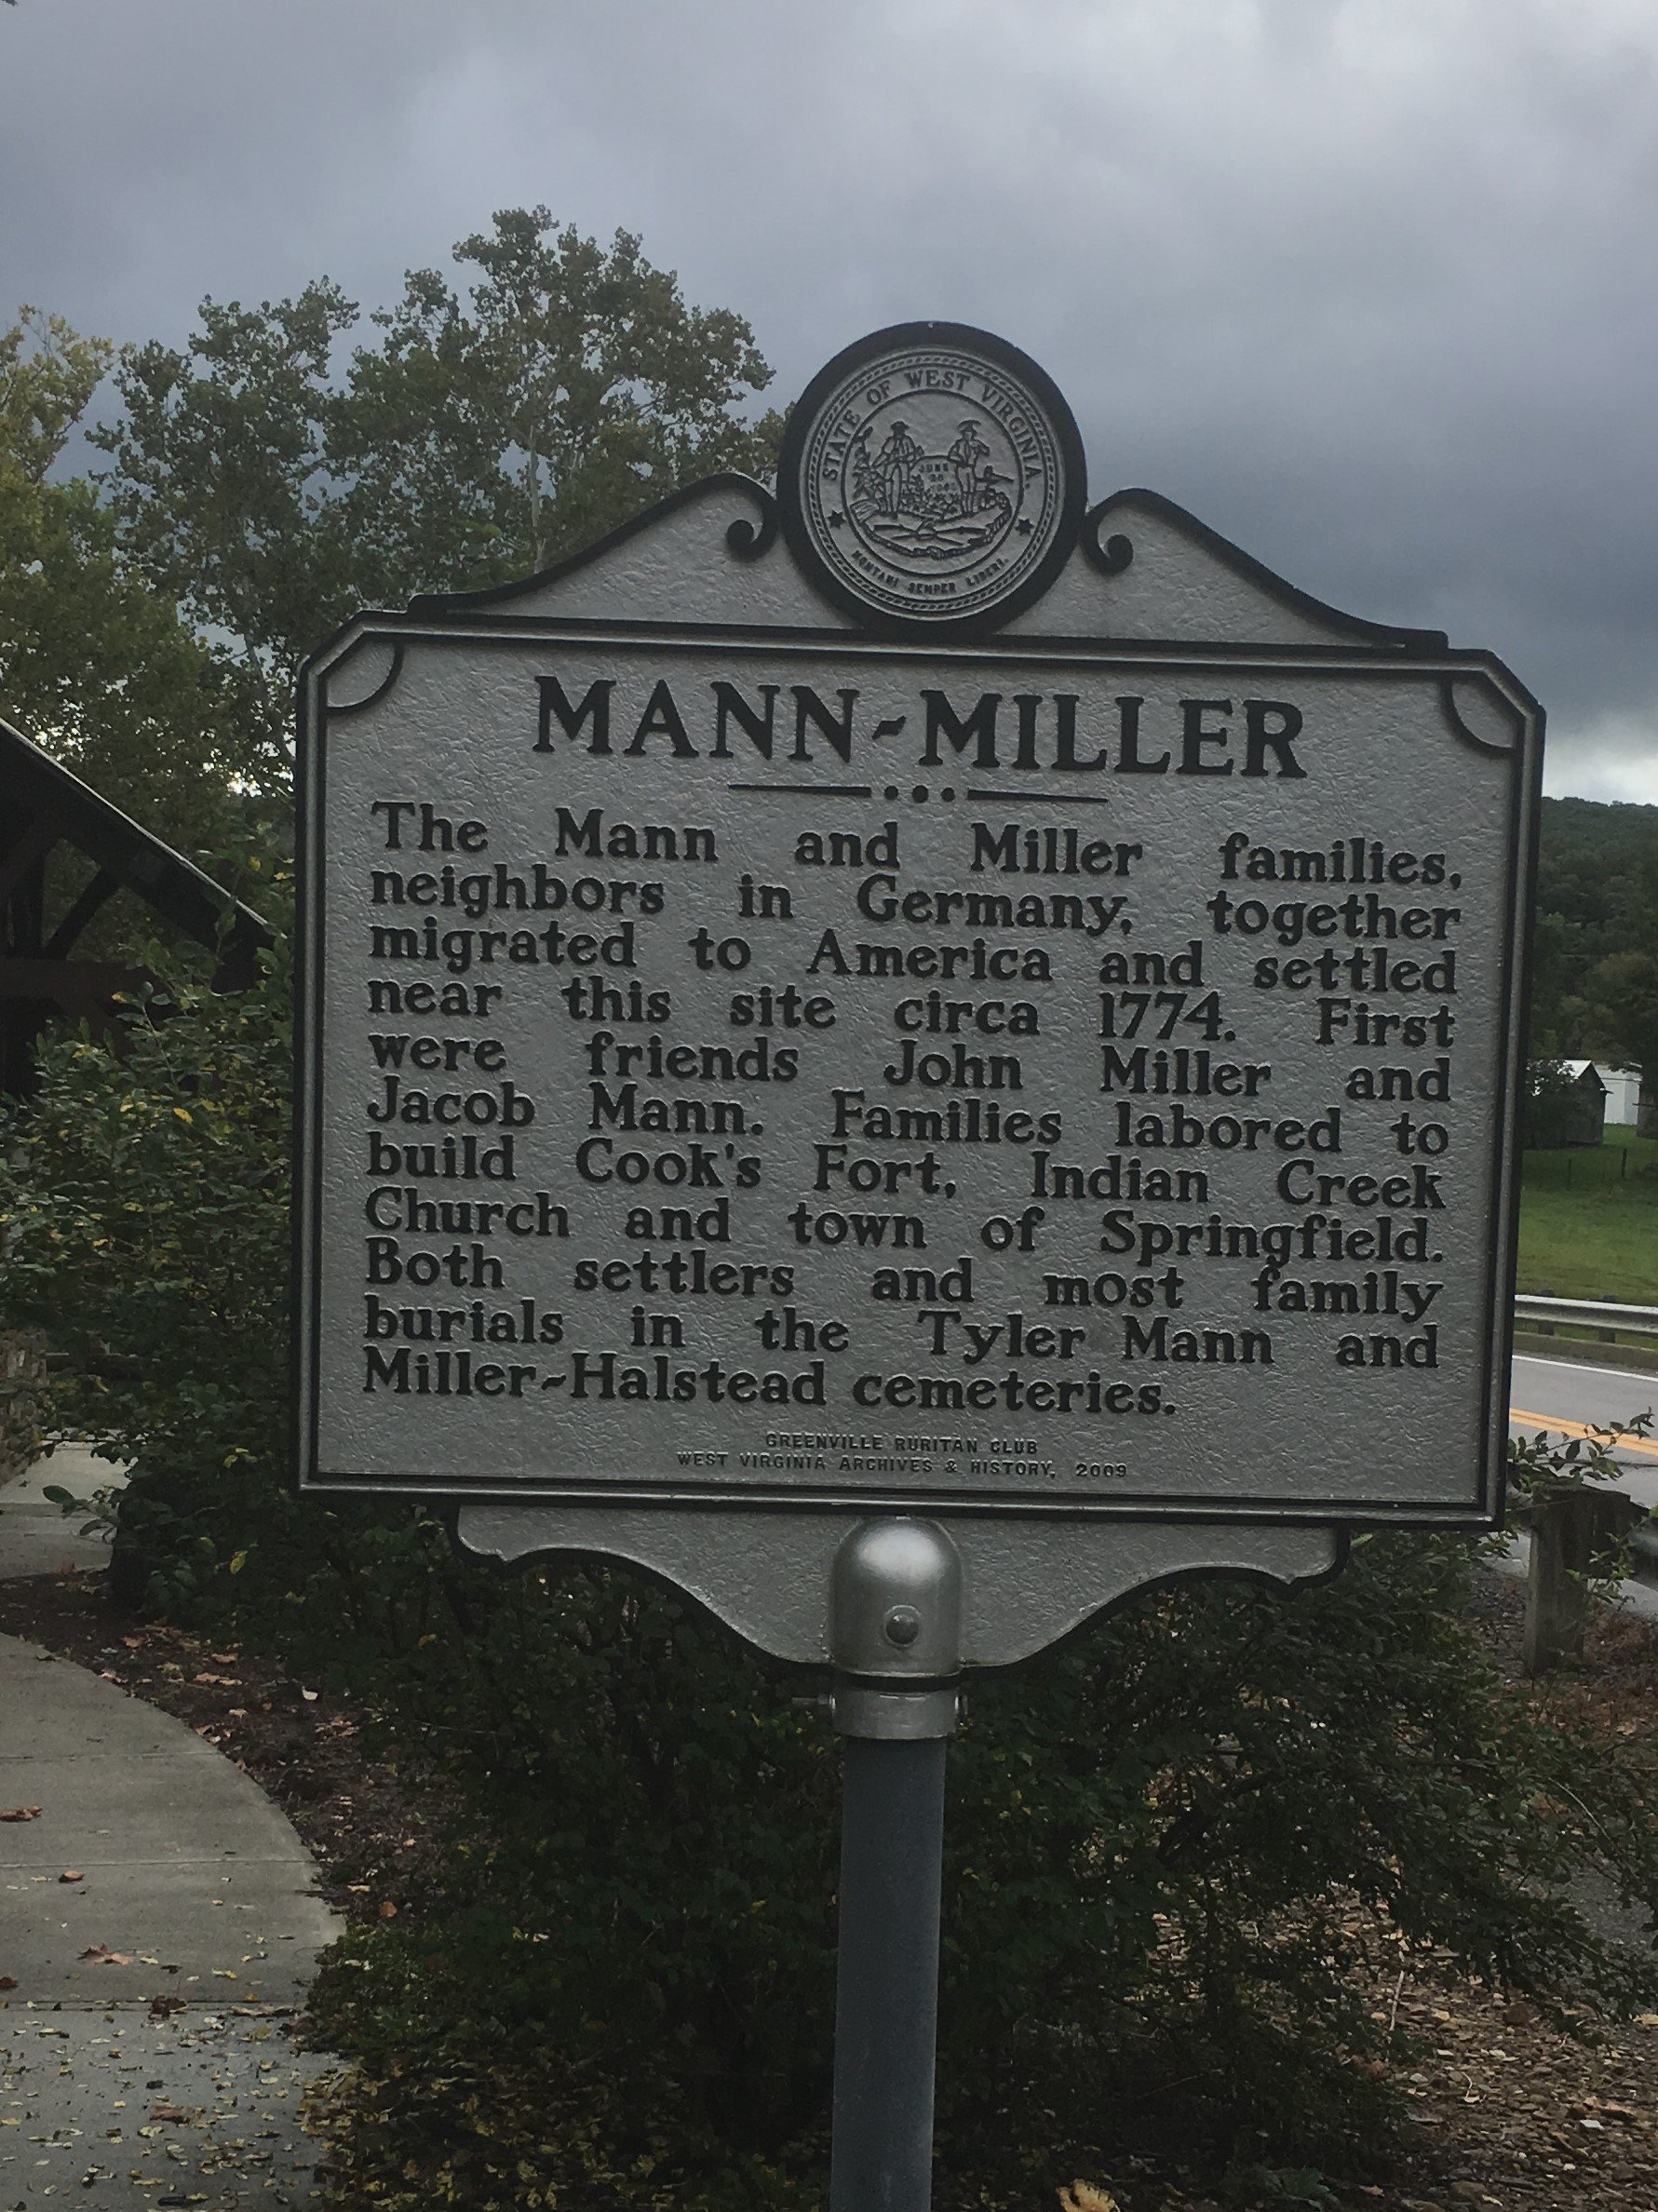 STATE OF WEST VIRGINIA.
JUNE
20
MONTANI SEMPER LIBERI.
MANN-MILLER
The Mann and Miller families,
neighbors in Germany, together
migrated to America and settled
near this site circa 1774. First
were friends John Miller and
Jacob Mann. Families labored to
build Cook's Fort, Indian Creek
Church and town of Springfield.
Both settlers and most family
burials in the Tyler Mann and
Miller-Halstead cemeteries.
GREENVILLE RURITAN CLUB
WEST VIRGINIA ARCHIVES & HISTORY, 2009